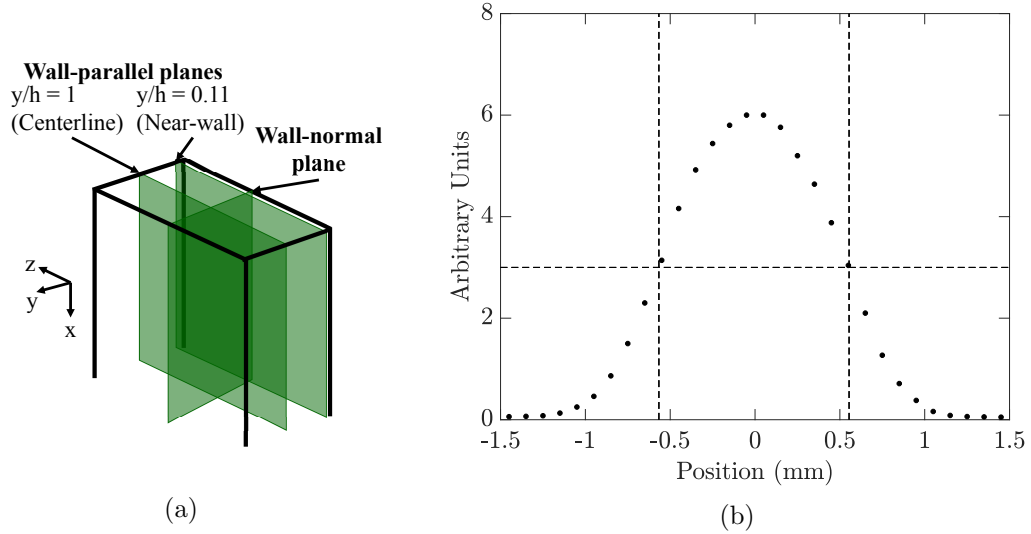 Wall-parallel planes
y/h = 1 y/h = 0.11
(Centerline) (Near-wall)
Wall-normal
plane
z
y
x
(a)
8
6
4
2
0
Arbitrary Units
-1.5 -1 -0.5 0 0.5 1 1.5
Position (mm)
(b)